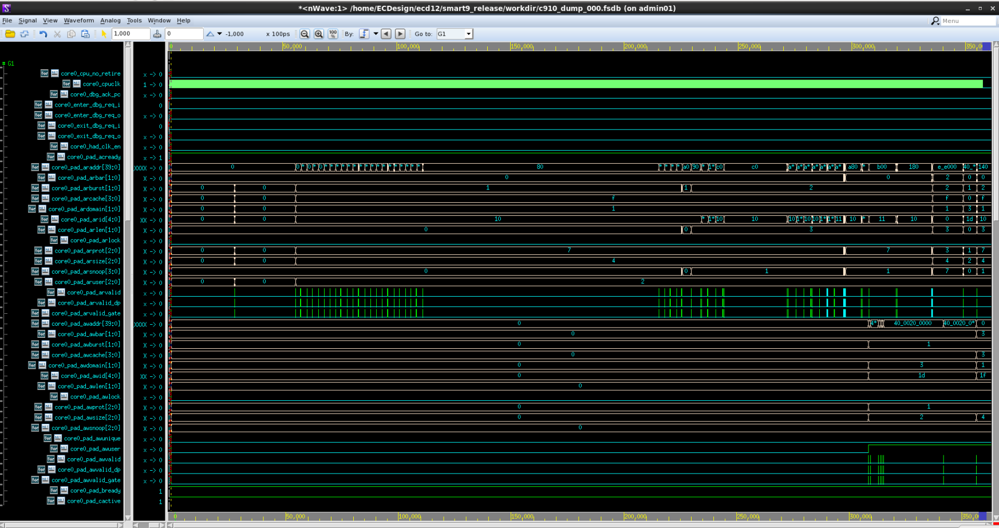 *<nWave:1> /home/ECDesign/ecd12/smart9_release/workdir/c910_dump_000.fsdb (on admin01)
File Signal View Waveform Analog Tools Window Help Menu
1,000 0 -1,000 x 100ps 100 % By: Go to: G1
0 50,000 100,000 150,000 200,000 250,000 300,000
G1
core0_cpu_no_retire x -> 0
core0_cpuclk 1 -> 0
core0_dbg_ack_pc x -> 0
core0_enter_dbg_req_i 0
core0_enter_dbg_req_o x -> 0
core0_exit_dbg_req_i 0
core0_exit_dbg_req_o x -> 0
core0_had_clk_en x -> 0
core0_pad_acready x -> 1
core0_pad_araddr[39:0] XXXX -> 0 0 80 a0 90 c0 c0 a80 b00 180 e_e000 40_* 140
core0_pad_arbar[1:0] X -> 0 0 0 2 0 0
core0_pad_arburst[1:0] X -> 0 0 0 1 1 2 2 1 2
core0_pad_arcache[3:0] X -> 0 0 0 f f 0 f
core0_pad_ardomain[1:0] X -> 0 0 0 1 1 3 1
core0_pad_arid[4:0] XX -> 0 0 0 10 * 1* 10 10 10 1* 10 10 1* 1* 11 10 * 11 10 0 1d 10
core0_pad_arlen[1:0] X -> 0 0 0 3 3 0 3
core0_pad_arlock x -> 0
core0_pad_arprot[2:0] X -> 0 0 0 7 7 3 1 7
core0_pad_arsize[2:0] X -> 0 0 0 4 4 2 4
core0_pad_arsnoop[3:0] X -> 0 0 0 1 1 7 0 1
core0_pad_aruser[2:0] X -> 0 0 0 2
core0_pad_arvalid x -> 0
core0_pad_arvalid_dp x -> 0
core0_pad_arvalid_gate x -> 0
core0_pad_awaddr[39:0] XXXX -> 0 0 4* 40_0020_0000 40_0020_0* 0
core0_pad_awbar[1:0] X -> 0 0 3
core0_pad_awburst[1:0] X -> 0 0 1
core0_pad_awcache[3:0] X -> 0 0 3
core0_pad_awdomain[1:0] X -> 0 0 3 1
core0_pad_awid[4:0] XX -> 0 0 1d 1f
core0_pad_awlen[1:0] X -> 0 0
core0_pad_awlock x -> 0
core0_pad_awprot[2:0] X -> 0 0 1
core0_pad_awsize[2:0] X -> 0 0 2 4
core0_pad_awsnoop[2:0] X -> 0 0
core0_pad_awunique x -> 0
core0_pad_awuser x -> 0
core0_pad_awvalid x -> 0
core0_pad_awvalid_dp x -> 0
core0_pad_awvalid_gate x -> 0
core0_pad_bready 1
core0_pad_cactive 1
0 50,000 100,000 150,000 200,000 250,000 300,000